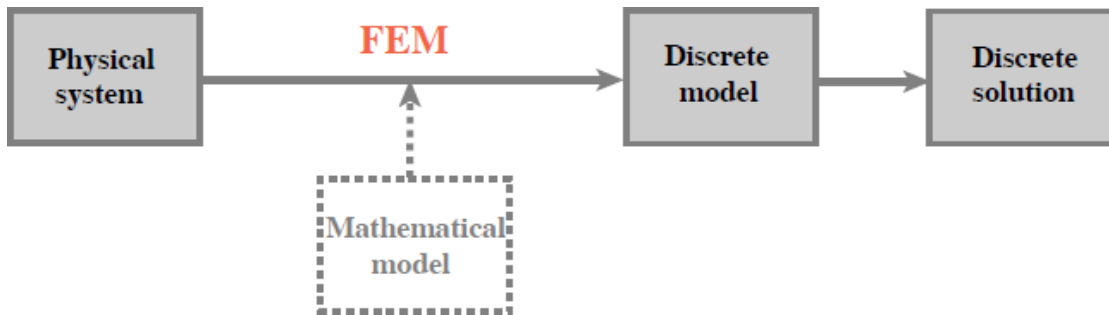 FEM
Physical
system
Discrete
model
Discrete
solution
Mathematical
model